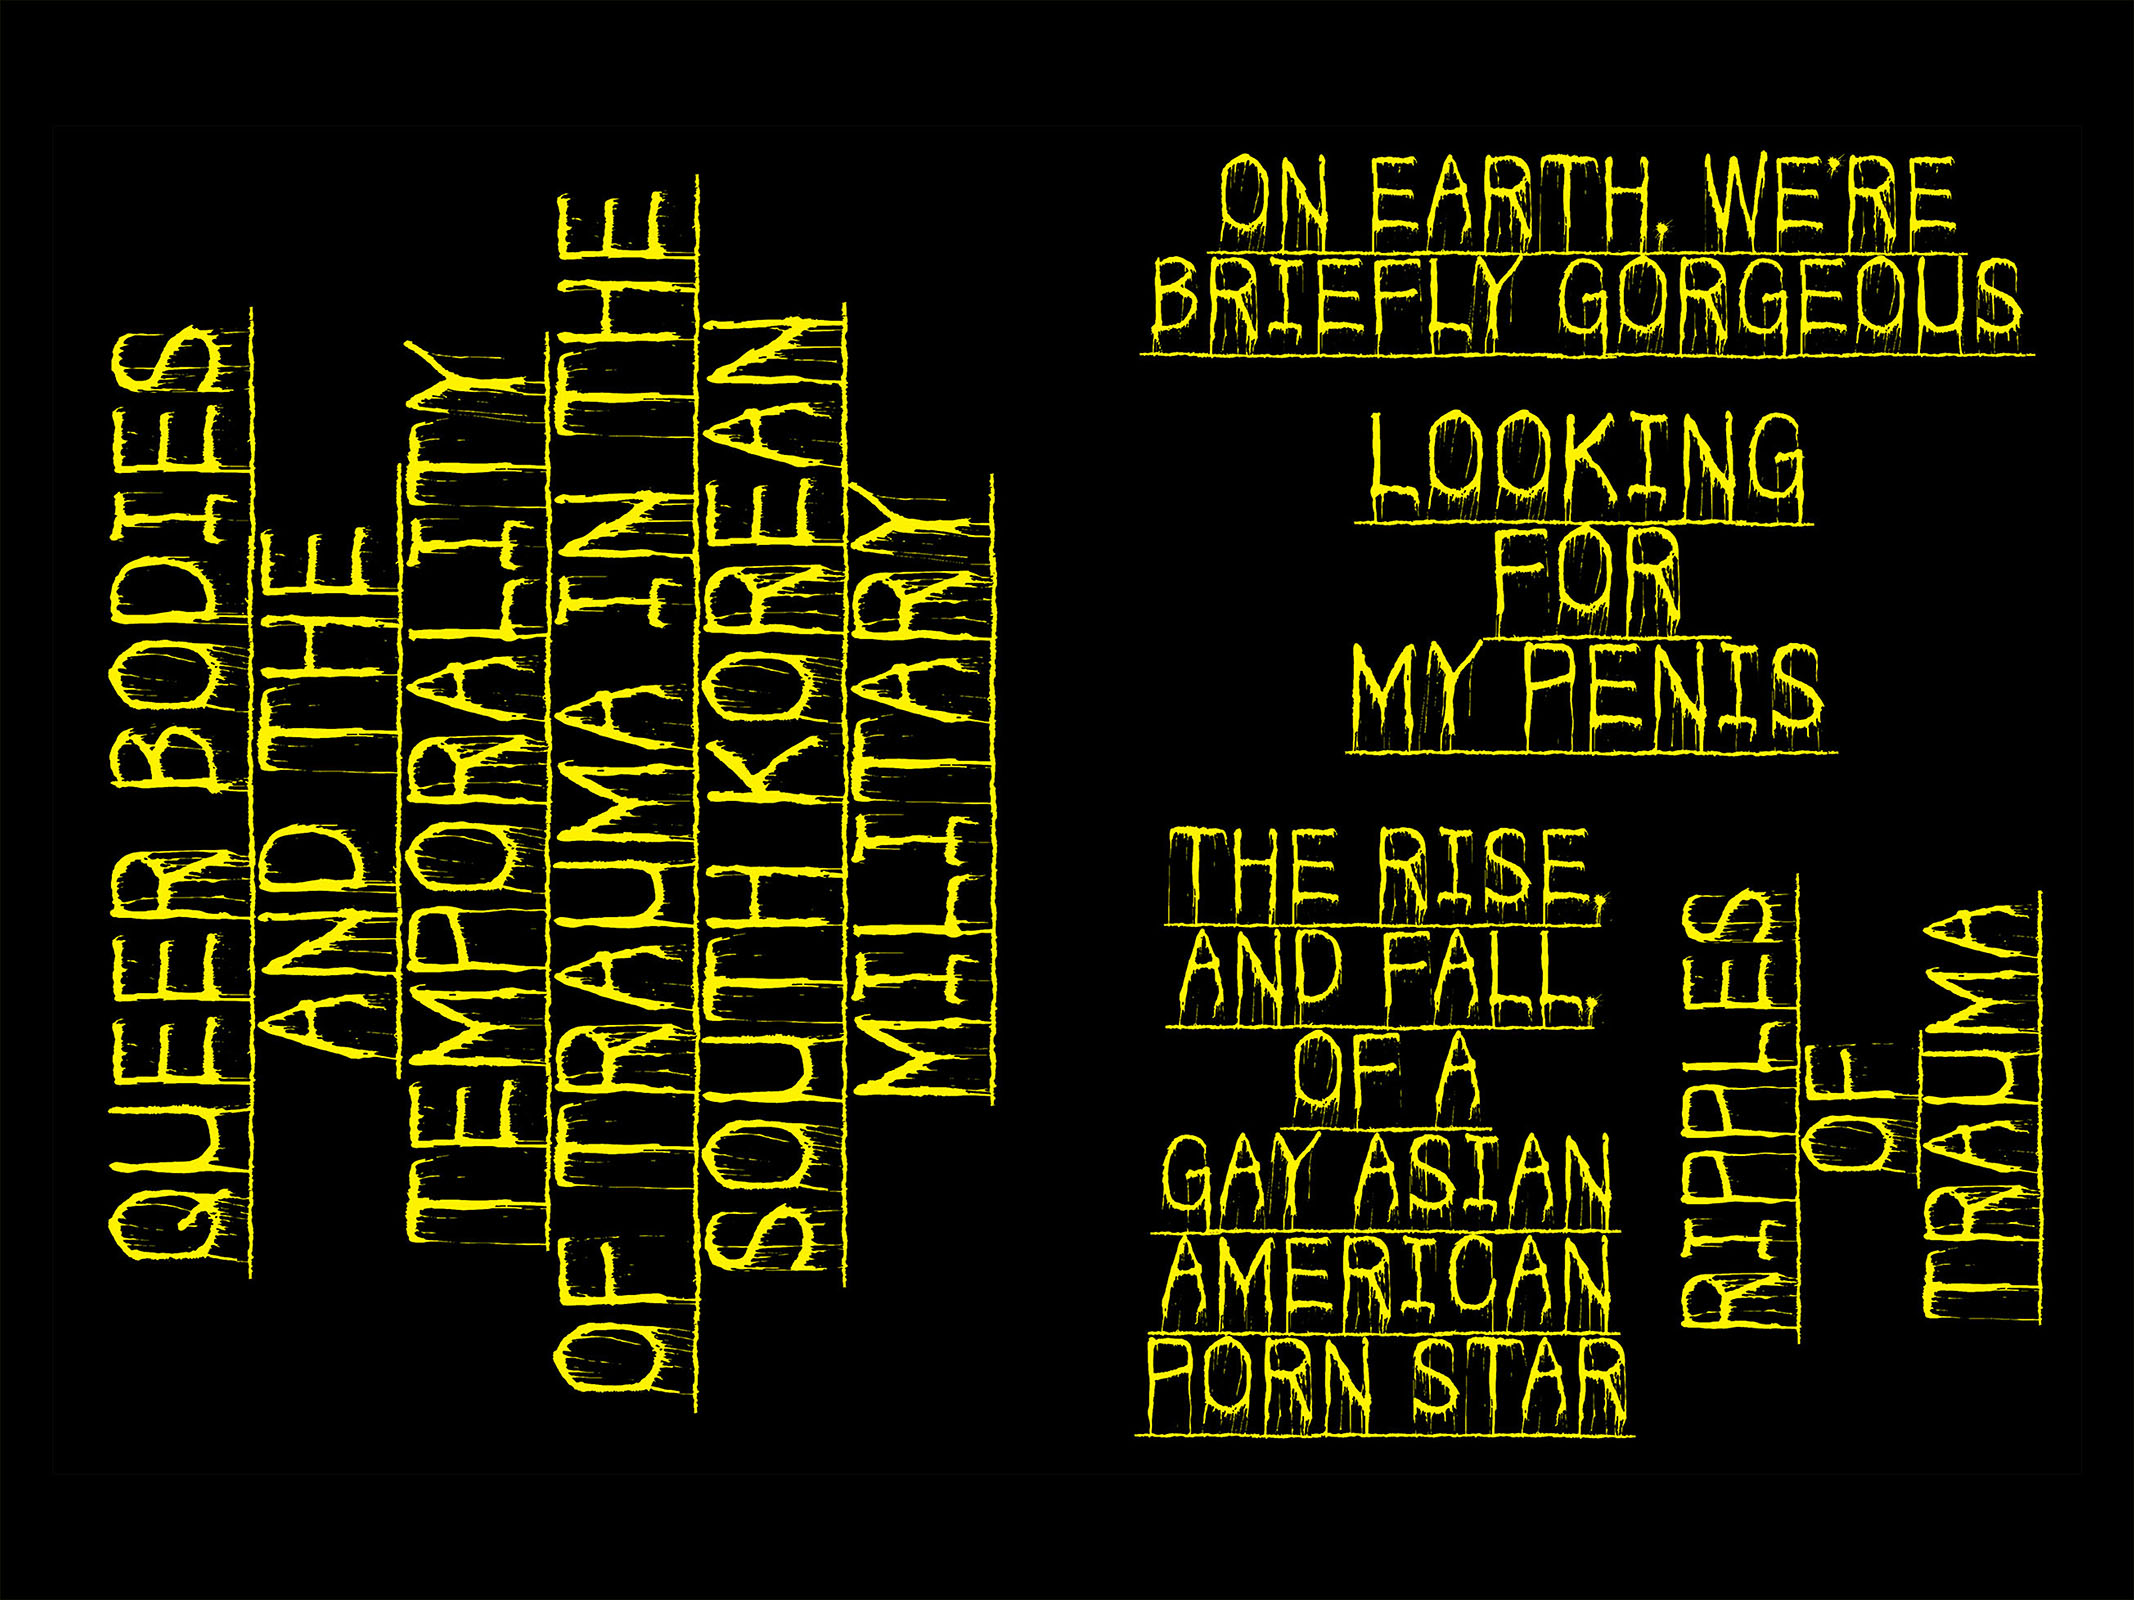 QUEER BODIES
AND THE
TEMPORALITY
OF TRAUMA IN THE
SOUTH KOREAN
MILITARY
ON EARTH, WE'RE
BRIEFLY GORGEOUS
LOOKING
FOR
MY PENIS
THE RISE,
AND FALL,
OF A
GAY ASIAN
AMERICAN
PORN STAR
RIPPLES
OF
TRAUMA